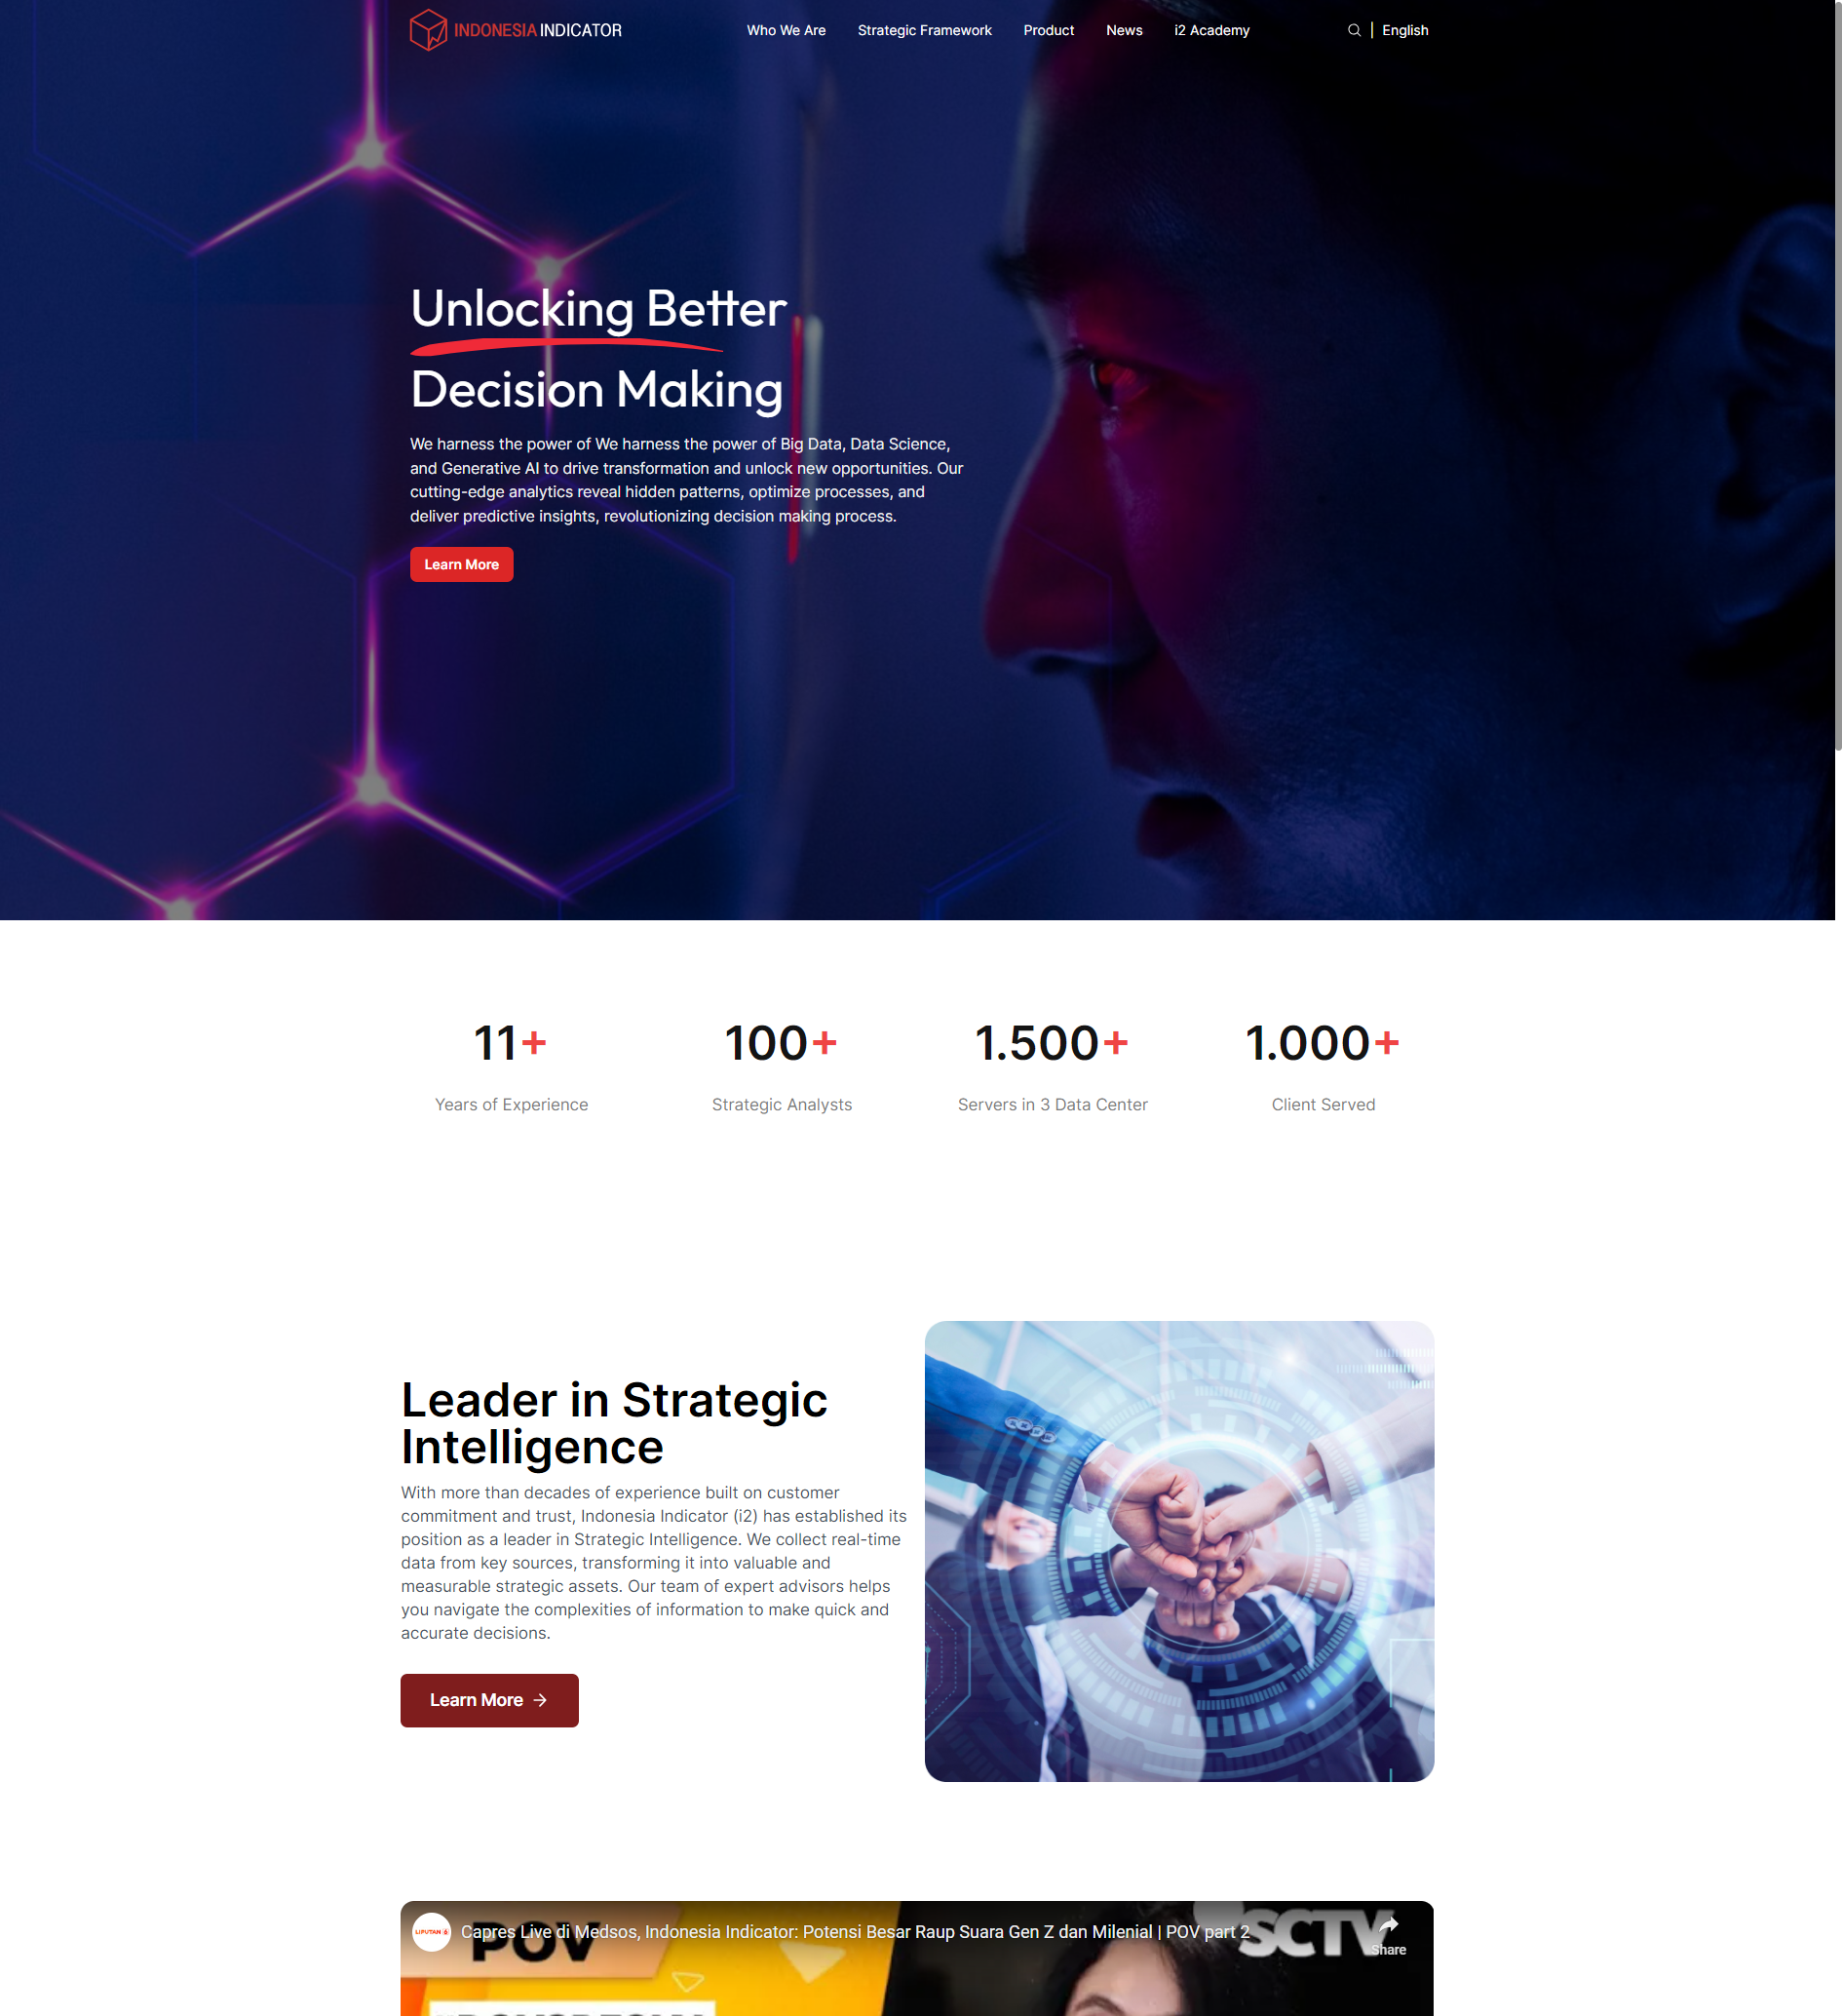 INDONESIA INDICATOR
Who We Are
Strategic Framework
Product
News
i2 Academy
English
Unlocking Better
Decision Making
We harness the power of We harness the power of Big Data, Data Science,
and Generative AI to drive transformation and unlock new opportunities. Our
cutting-edge analytics reveal hidden patterns, optimize processes, and
deliver predictive insights, revolutionizing decision making process.
Learn More
11+
Years of Experience
100+
Strategic Analysts
1.500+
Servers in 3 Data Center
1.000+
Client Served
Leader in Strategic
Intelligence
With more than decades of experience built on customer
commitment and trust, Indonesia Indicator (i2) has established its
position as a leader in Strategic Intelligence. We collect real-time
data from key sources, transforming it into valuable and
measurable strategic assets. Our team of expert advisors helps
you navigate the complexities of information to make quick and
accurate decisions.
Learn More
LIPUTAN 6
Capres Live di Medsos, Indonesia Indicator: Potensi Besar Raup Suara Gen Z dan Milenial | POV part 2
Share
POV
SCTV